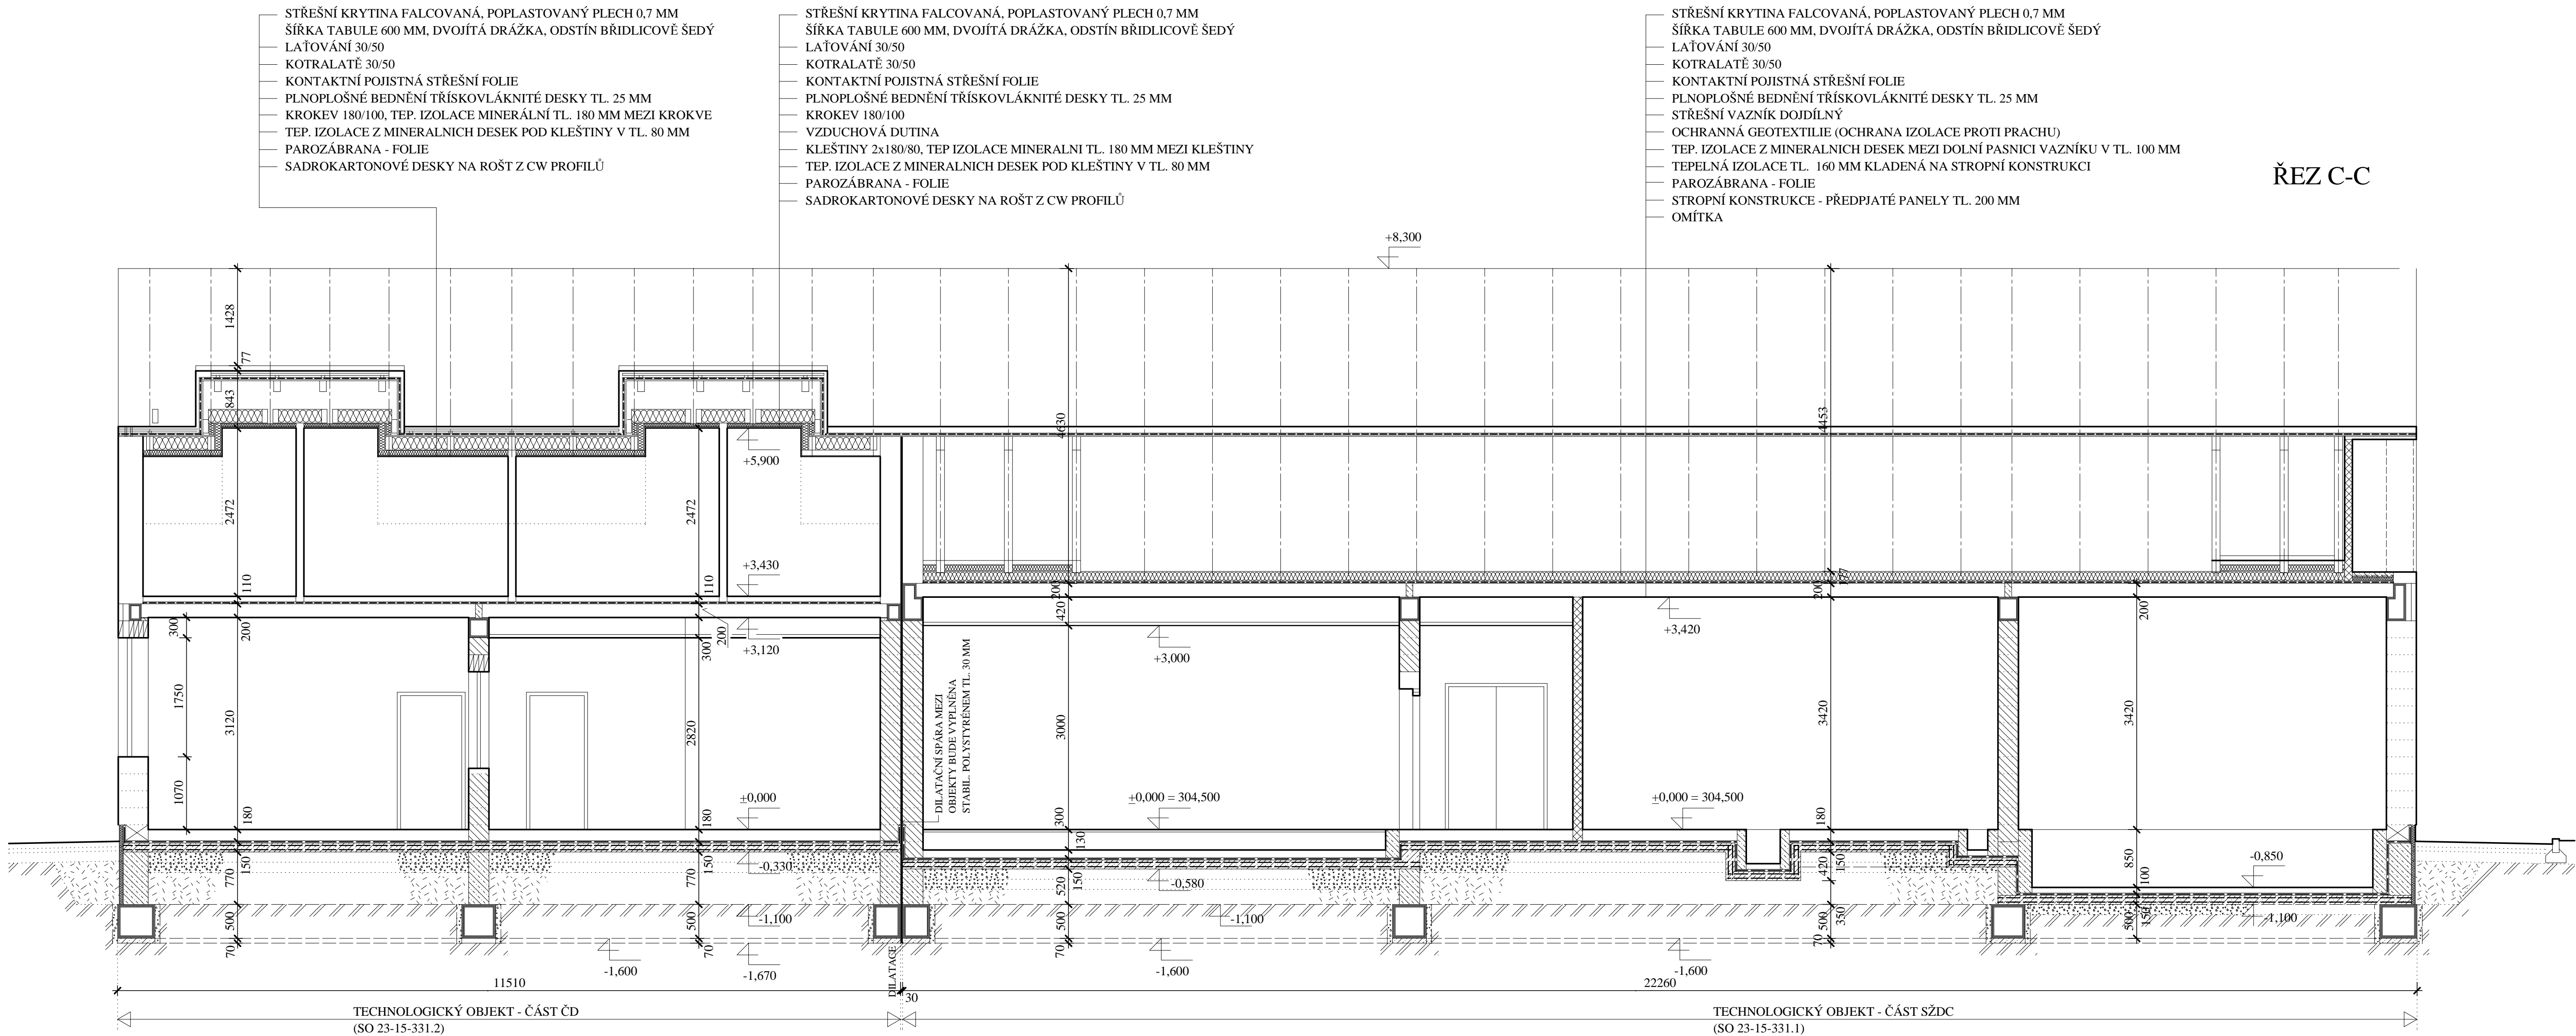 STŘEŠNÍ KRYTINA FALCOVANÁ, POPLASTOVANÝ PLECH 0,7 MM
ŠÍŘKA TABULE 600 MM, DVOJÍTÁ DRÁŽKA, ODSTÍN BŘIDLICOVĚ ŠEDÝ
LAŤOVÁNÍ 30/50
KOTRALATĚ 30/50
KONTAKTNÍ POJISTNÁ STŘEŠNÍ FOLIE
PLNOPLOŠNÉ BEDNĚNÍ TŘÍSKOVLÁKNITÉ DESKY TL. 25 MM
KROKEV 180/100, TEP. IZOLACE MINERÁLNÍ TL. 180 MM MEZI KROKVE
TEP. IZOLACE Z MINERALNICH DESEK POD KLEŠTINY V TL. 80 MM
PAROZÁBRANA - FOLIE
SADROKARTONOVÉ DESKY NA ROŠT Z CW PROFILŮ
STŘEŠNÍ KRYTINA FALCOVANÁ, POPLASTOVANÝ PLECH 0,7 MM
ŠÍŘKA TABULE 600 MM, DVOJÍTÁ DRÁŽKA, ODSTÍN BŘIDLICOVĚ ŠEDÝ
LAŤOVÁNÍ 30/50
KOTRALATĚ 30/50
KONTAKTNÍ POJISTNÁ STŘEŠNÍ FOLIE
PLNOPLOŠNÉ BEDNĚNÍ TŘÍSKOVLÁKNITÉ DESKY TL. 25 MM
KROKEV 180/100
VZDUCHOVÁ DUTINA
KLEŠTINY 2x180/80, TEP IZOLACE MINERALNI TL. 180 MM MEZI KLEŠTINY
TEP. IZOLACE Z MINERALNICH DESEK POD KLEŠTINY V TL. 80 MM
PAROZÁBRANA - FOLIE
SADROKARTONOVÉ DESKY NA ROŠT Z CW PROFILŮ
STŘEŠNÍ KRYTINA FALCOVANÁ, POPLASTOVANÝ PLECH 0,7 MM
ŠÍŘKA TABULE 600 MM, DVOJÍTÁ DRÁŽKA, ODSTÍN BŘIDLICOVĚ ŠEDÝ
LAŤOVÁNÍ 30/50
KOTRALATĚ 30/50
KONTAKTNÍ POJISTNÁ STŘEŠNÍ FOLIE
PLNOPLOŠNÉ BEDNĚNÍ TŘÍSKOVLÁKNITÉ DESKY TL. 25 MM
STŘEŠNÍ VAZNÍK DOJDÍLNÝ
OCHRANNÁ GEOTEXTILIE (OCHRANA IZOLACE PROTI PRACHU)
TEP. IZOLACE Z MINERALNICH DESEK MEZI DOLNÍ PASNICI VAZNÍKU V TL. 100 MM
TEPELNÁ IZOLACE TL. 160 MM KLADENÁ NA STROPNÍ KONSTRUKCI
PAROZÁBRANA - FOLIE
STROPNÍ KONSTRUKCE - PŘEDPJATÉ PANELY TL. 200 MM
OMÍTKA
ŘEZ C-C
+8,300
1428
77
843
4630
4453
+5,900
2472
2472
+3,430
110
110
177
200
200
420
200
300
200
300
200
+3,120
+3,000
+3,420
1750
3120
2820
3000
3420
3420
DILATAČNÍ SPÁRA MEZI
OBJEKTY BUDE VYPLNĚNA
STABIL. POLYSTYRÉNEM TL. 30 MM
1070
±0,000
±0,000 = 304,500
±0,000 = 304,500
180
180
300
180
130
150
770
150
770
-0,330
520
150
-0,580
420
150
850
100
-0,850
500
500
-1,100
500
-1,100
500
350
500
150
-1,100
70
70
70
70
-1,600
-1,670
-1,600
-1,600
DILATACE
11510
30
22260
TECHNOLOGICKÝ OBJEKT - ČÁST ČD
(SO 23-15-331.2)
TECHNOLOGICKÝ OBJEKT - ČÁST SŽDC
(SO 23-15-331.1)